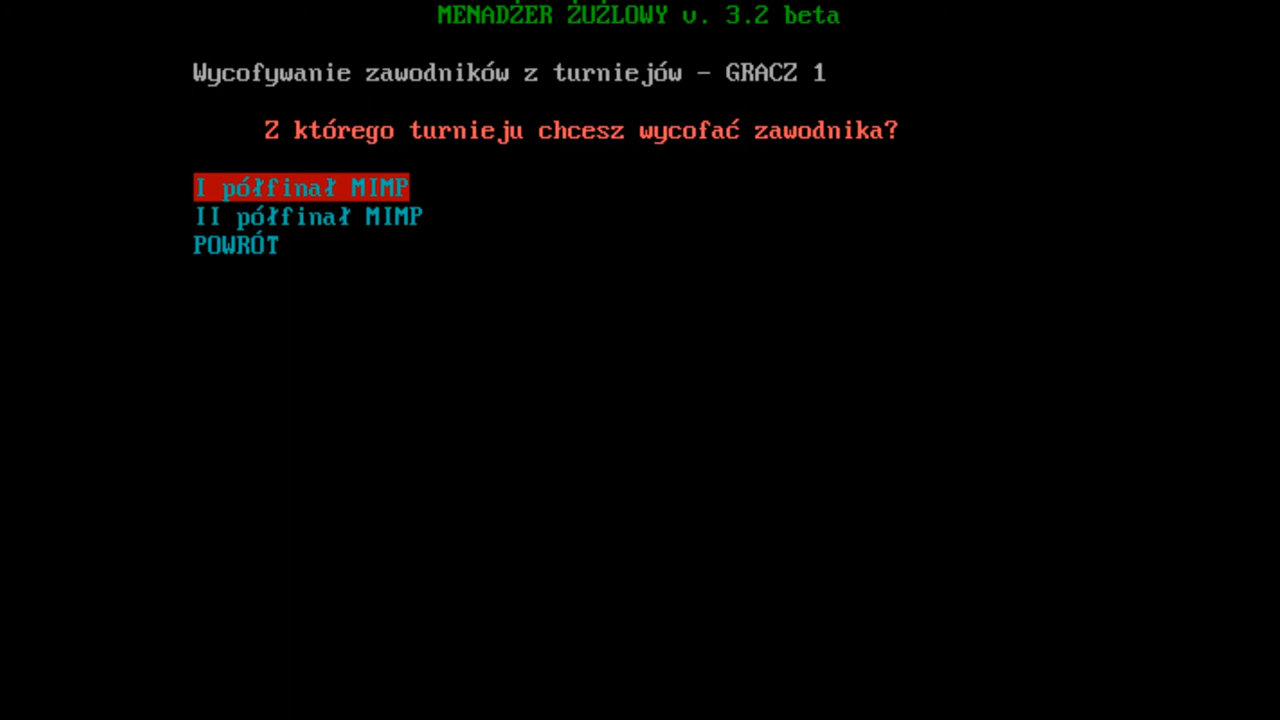 MENADŻER ŻUŻLOWY v. 3.2 beta
Wycofywanie zawodników z turniejów - GRACZ 1
Z którego turnieju chcesz wycofać zawodnika?
I półfinał MIMP
II półfinał MIMP
POWRÓT